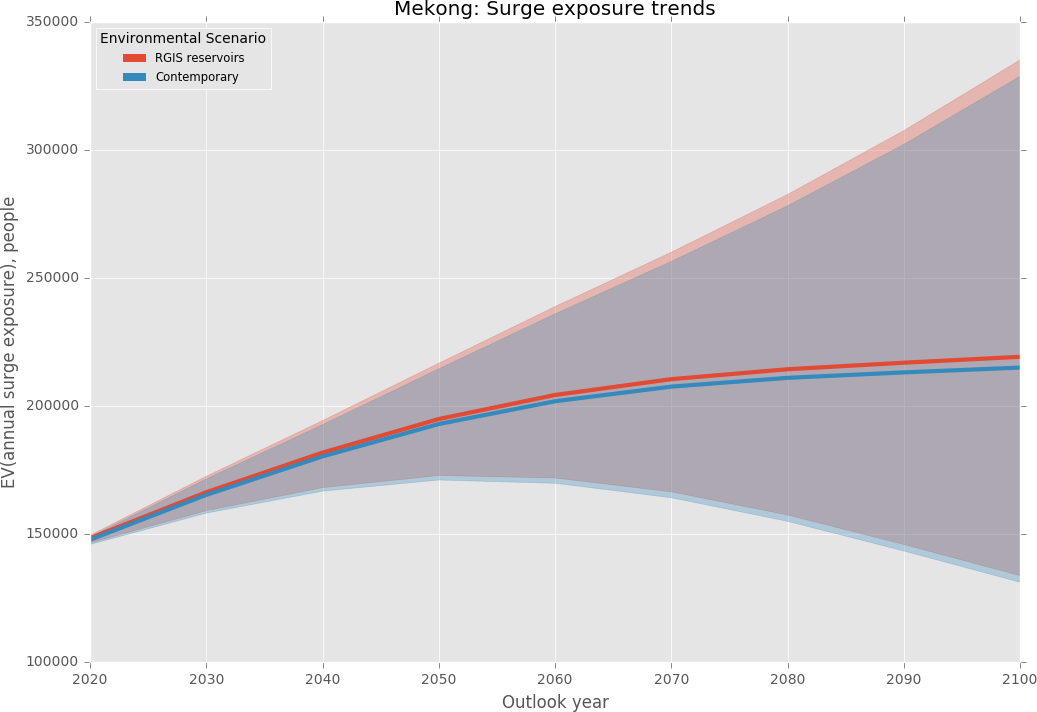 Mekong: Surge exposure trends
Environmental Scenario
RGIS reservoirs
Contemporary
EV(annual surge exposure), people
350000
300000
250000
200000
150000
100000
2020 2030 2040 2050 2060 2070 2080 2090 2100
Outlook year